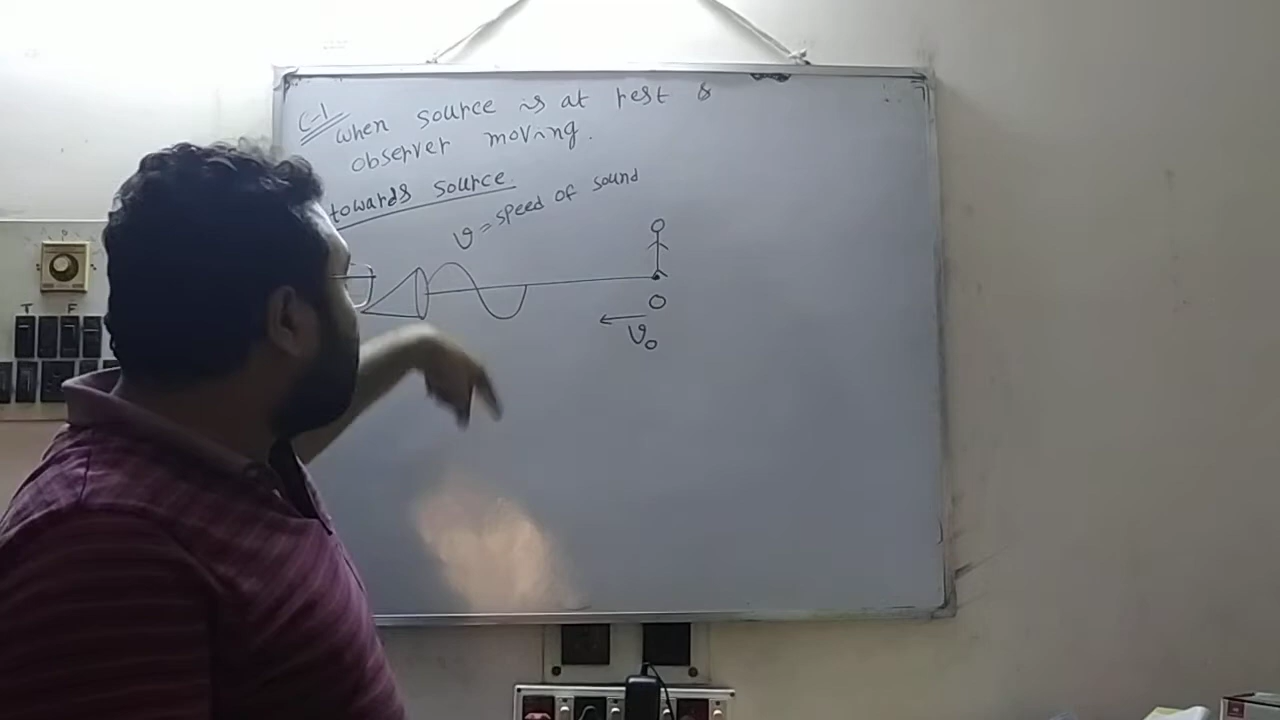 C-1
when source is at rest &
observer moving.
towards source
v = speed of sound
O
v₀
T F